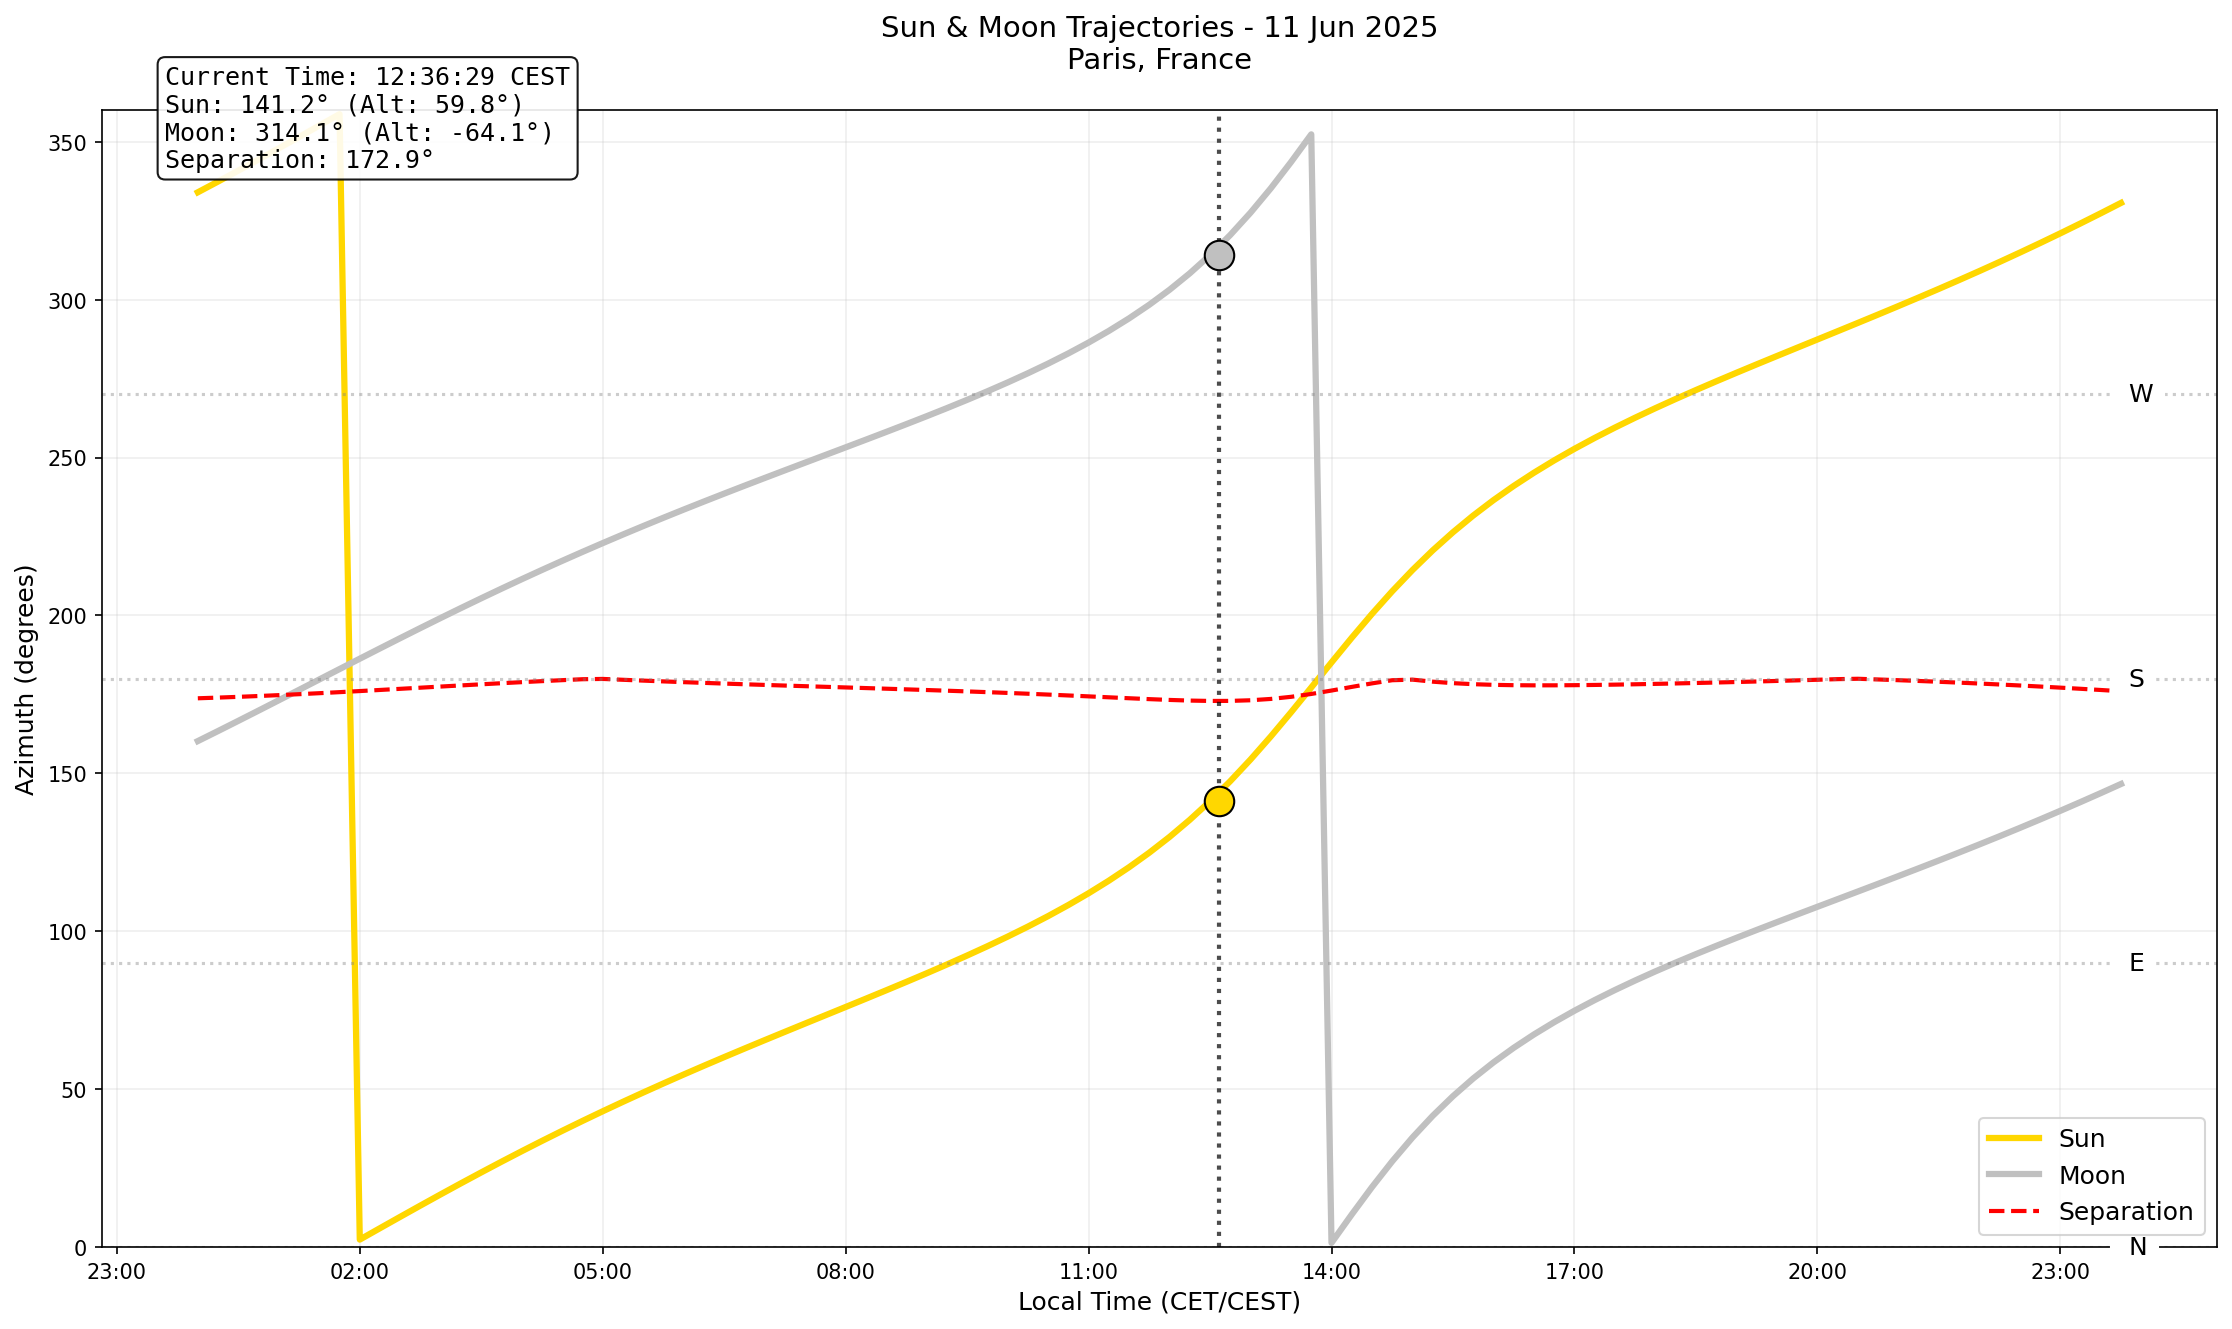 Sun & Moon Trajectories - 11 Jun 2025
Paris, France
Current Time: 12:36:29 CEST
Sun: 141.2° (Alt: 59.8°)
Moon: 314.1° (Alt: -64.1°)
Separation: 172.9°
Azimuth (degrees)
350
300
250
200
150
100
50
0
W
S
E
N
Sun
Moon
Separation
23:00
02:00
05:00
08:00
11:00
14:00
17:00
20:00
23:00
Local Time (CET/CEST)